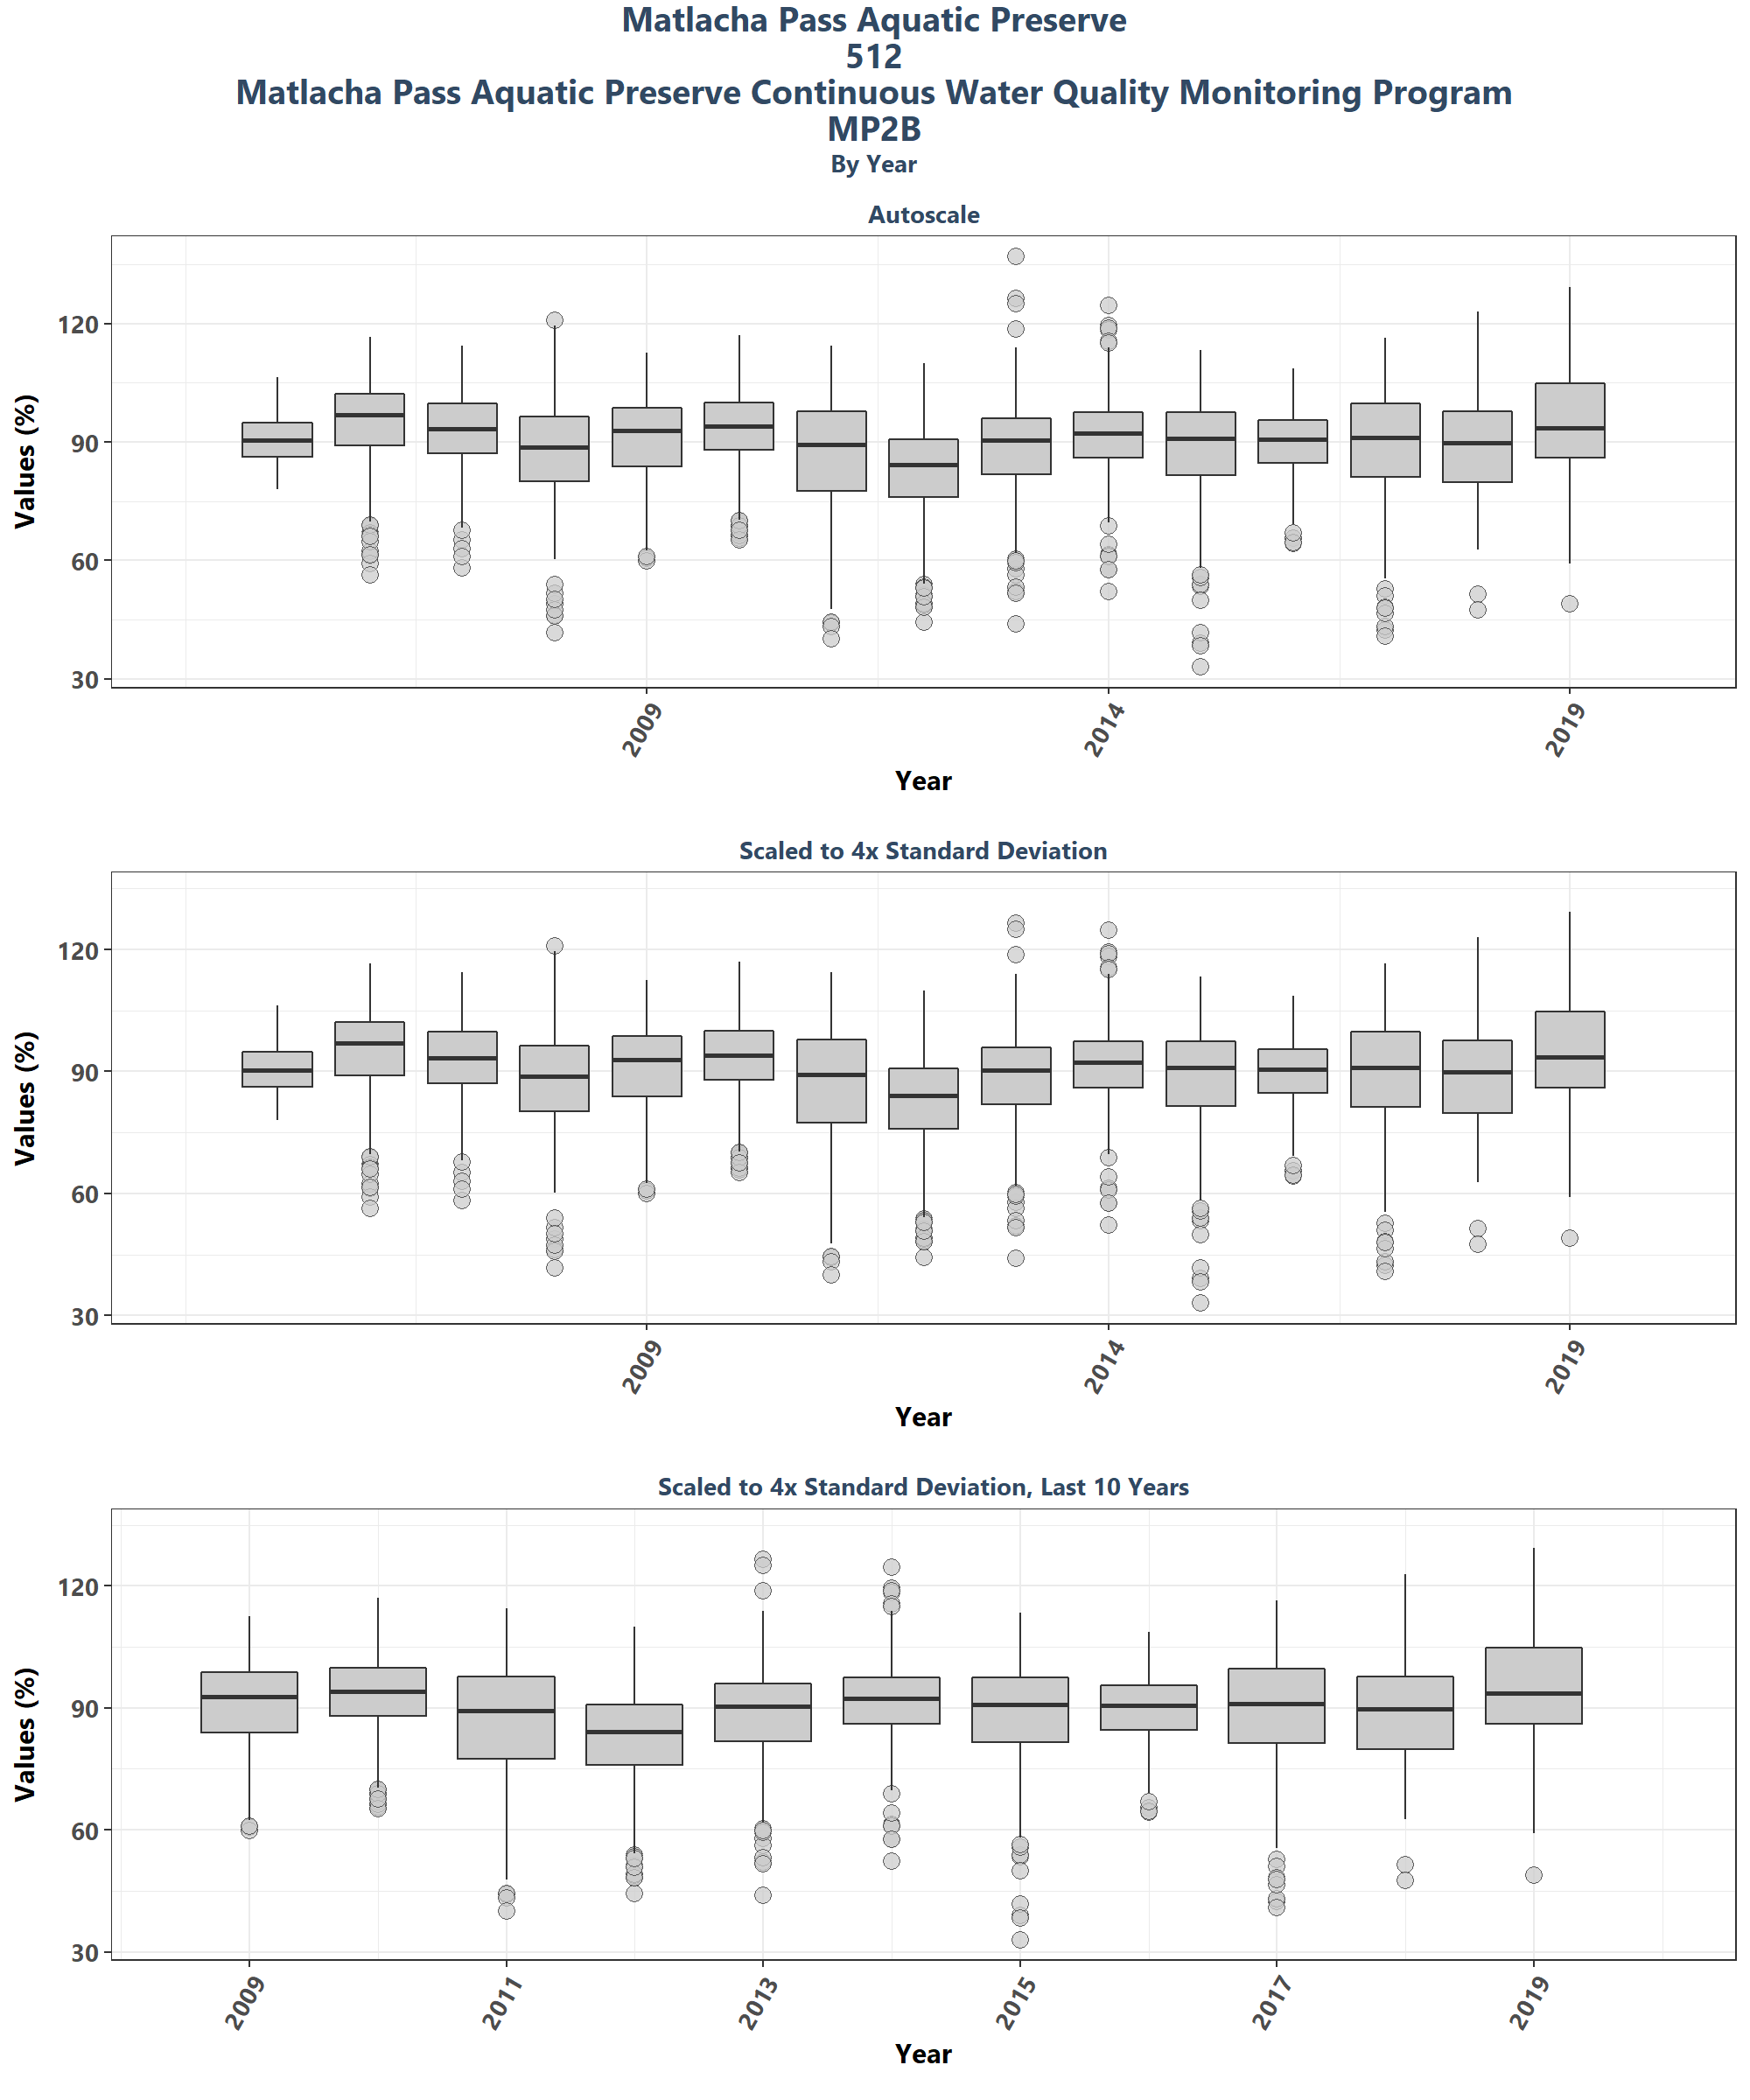 Matlacha Pass Aquatic Preserve
512
Matlacha Pass Aquatic Preserve Continuous Water Quality Monitoring Program
MP2B
By Year
Autoscale
Values (%)
120
90
60
30
2009
2014
2019
Year
Scaled to 4x Standard Deviation
Values (%)
120
90
60
30
2009
2014
2019
Year
Scaled to 4x Standard Deviation, Last 10 Years
Values (%)
120
90
60
30
2009
2011
2013
2015
2017
2019
Year